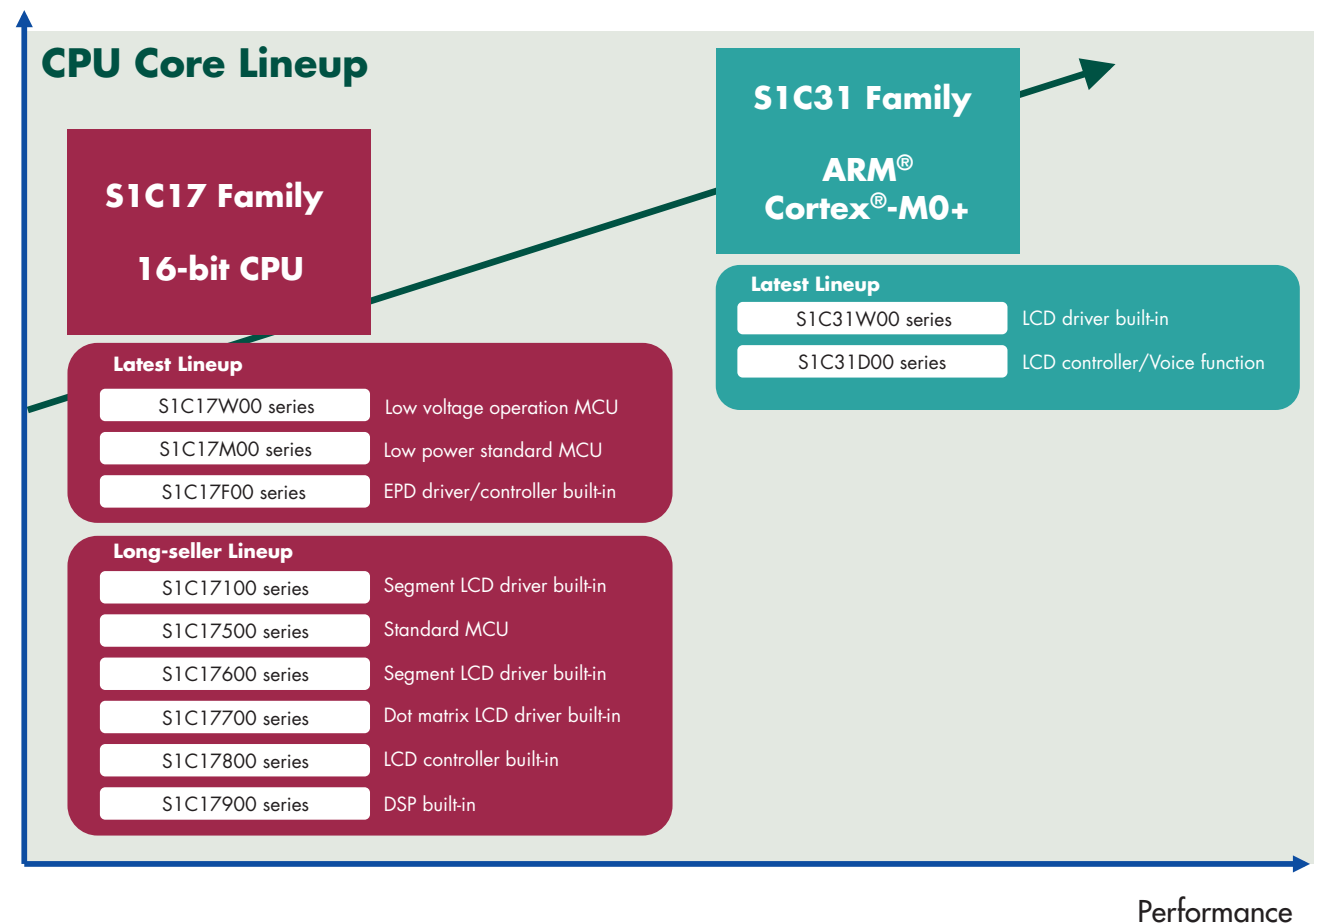 CPU Core Lineup
S1C17 Family
16-bit CPU
Latest Lineup
S1C17W00 series Low voltage operation MCU
S1C17M00 series Low power standard MCU
S1C17F00 series EPD driver/controller built-in
Long-seller Lineup
S1C17100 series Segment LCD driver built-in
S1C17500 series Standard MCU
S1C17600 series Segment LCD driver built-in
S1C17700 series Dot matrix LCD driver built-in
S1C17800 series LCD controller built-in
S1C17900 series DSP built-in
S1C31 Family
ARM®
Cortex®-M0+
Latest Lineup
S1C31W00 series LCD driver built-in
S1C31D00 series LCD controller/Voice function
Performance